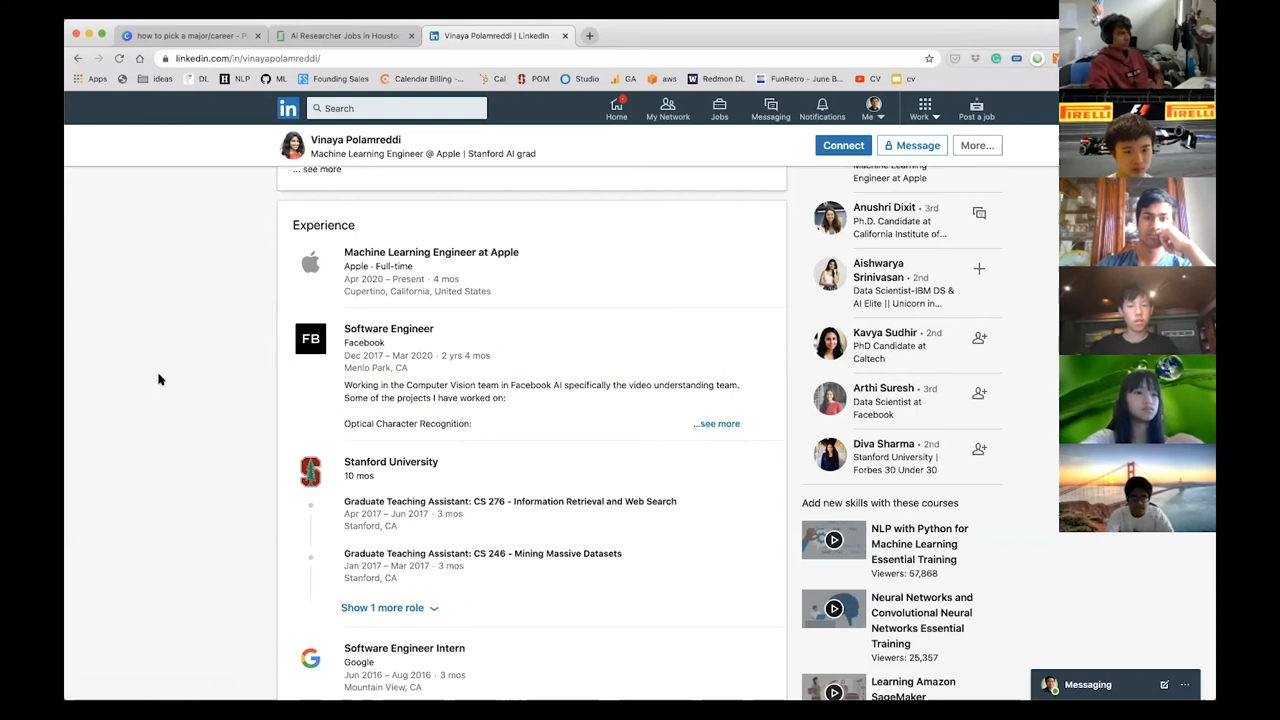 how to pick a major/career - P
Ai Researcher Jobs in Housto
Vinaya Polamreddi | LinkedIn
linkedin.com/in/vinayapolamreddi/
Apps
ideas
DL
NLP
ML
Founding Sales
Calendar Billing -...
Cal
POM
Studio
GA
aws
Redmon DL
FunRetro - June B...
CV
cv
in
Search
Home
My Network
Jobs
Messaging
Notifications
Me
Work
Post a job
Vinaya Polamreddi
Machine Learning Engineer @ Apple | Stanford AI grad
Connect
Message
More...
... see more
Experience
Machine Learning Engineer at Apple
Apple · Full-time
Apr 2020 – Present · 4 mos
Cupertino, California, United States
FB
Software Engineer
Facebook
Dec 2017 – Mar 2020 · 2 yrs 4 mos
Menlo Park, CA
Working in the Computer Vision team in Facebook AI specifically the video understanding team.
Some of the projects I have worked on:
Optical Character Recognition:
...see more
Stanford University
10 mos
Graduate Teaching Assistant: CS 276 - Information Retrieval and Web Search
Apr 2017 – Jun 2017 · 3 mos
Stanford, CA
Graduate Teaching Assistant: CS 246 - Mining Massive Datasets
Jan 2017 – Mar 2017 · 3 mos
Stanford, CA
Show 1 more role
Software Engineer Intern
Google
Jun 2016 – Aug 2016 · 3 mos
Mountain View, CA
Machine Learning
Engineer at Apple
Anushri Dixit • 3rd
Ph.D. Candidate at
California Institute of...
Aishwarya
Srinivasan • 2nd
Data Scientist-IBM DS &
AI Elite || Unicorn in...
Kavya Sudhir • 2nd
PhD Candidate at
Caltech
Arthi Suresh • 3rd
Data Scientist at
Facebook
Diva Sharma • 2nd
Stanford University |
Forbes 30 Under 30
Add new skills with these courses
NLP with Python for
Machine Learning
Essential Training
Viewers: 57,868
Neural Networks and
Convolutional Neural
Networks Essential
Training
Viewers: 25,357
Learning Amazon
SageMaker
Messaging
PIRELLI
PIRELLI